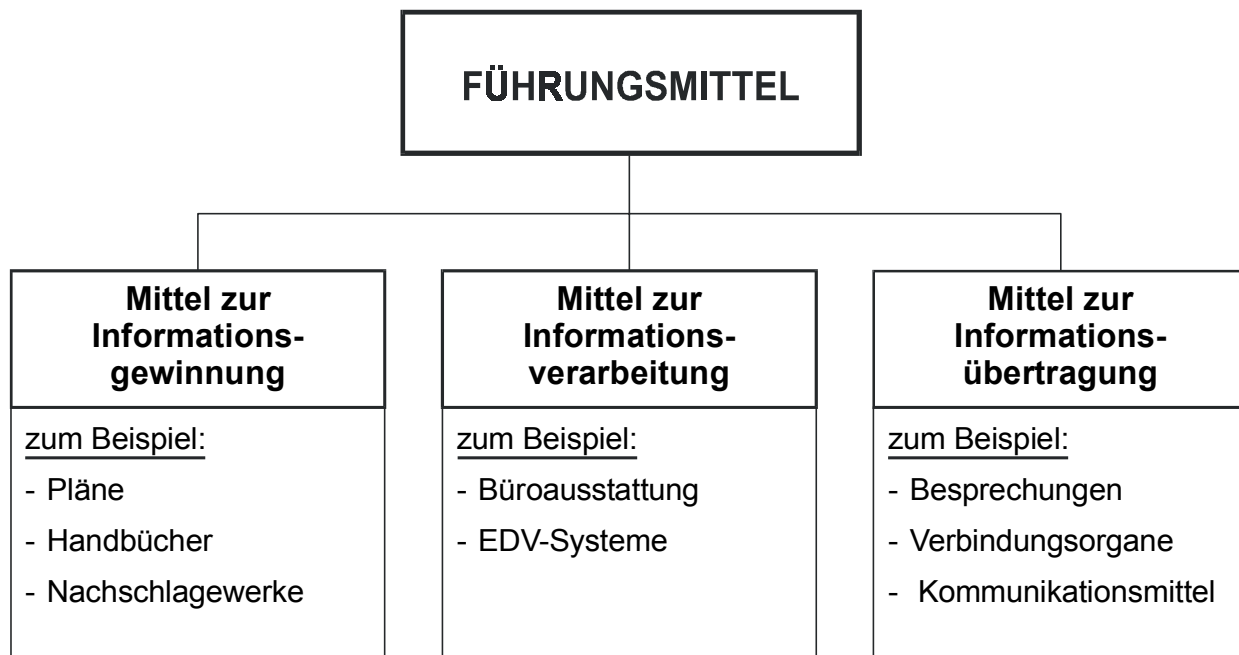 FÜHRUNGSMITTEL
Mittel zur
Informations-
gewinnung
zum Beispiel:
- Pläne
- Handbücher
- Nachschlagewerke
Mittel zur
Informations-
verarbeitung
zum Beispiel:
- Büroausstattung
- EDV-Systeme
Mittel zur
Informations-
übertragung
zum Beispiel:
- Besprechungen
- Verbindungsorgane
- Kommunikationsmittel